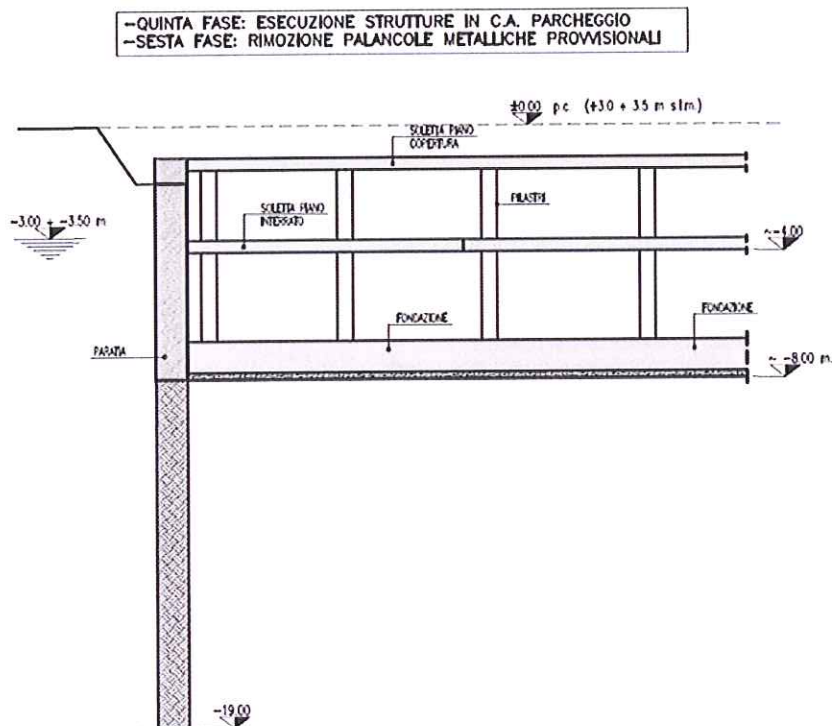 -QUINTA FASE: ESECUZIONE STRUTTURE IN C.A. PARCHEGGIO
-SESTA FASE: RIMOZIONE PALANCOLE METALLICHE PROVVISIONALI
±0.00 p.c. (+30 ÷ 35 m slm)
SOLETTA PIANO
COPERTURA
PILASTRI
-3.00 ÷ -3.50 m
SOLETTA PIANO
INTERRATO
~-4.00
FONDAZIONE
FONDAZIONE
PARATIA
~ -8.00 m.
-19.00